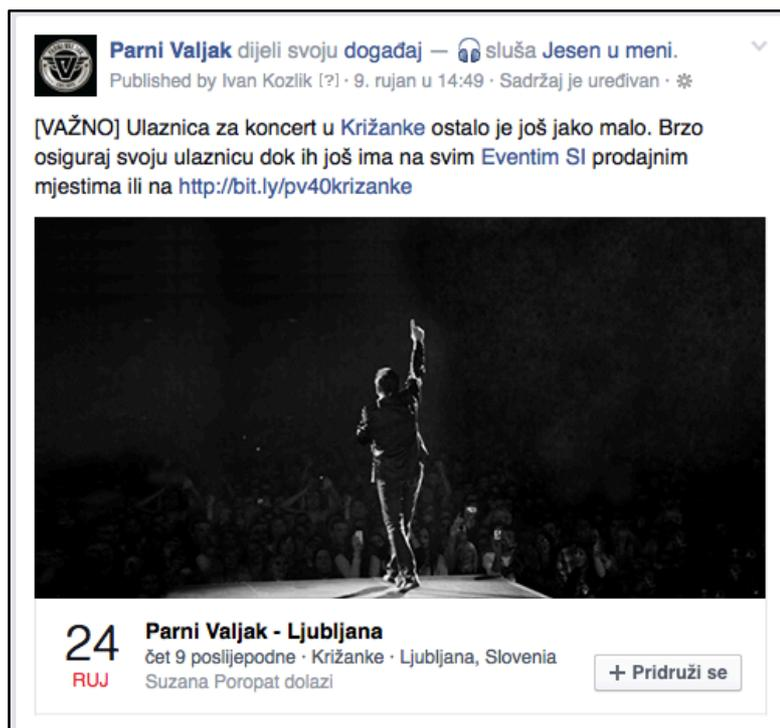 Parni Valjak dijeli svoju događaj — sluša Jesen u meni.
Published by Ivan Kozlik [?] · 9. rujan u 14:49 · Sadržaj je uređivan ·
[VAŽNO] Ulaznica za koncert u Križanke ostalo je još jako malo. Brzo
osiguraj svoju ulaznicu dok ih još ima na svim Eventim SI prodajnim
mjestima ili na http://bit.ly/pv40krizanke
24
RUJ
Parni Valjak - Ljubljana
čet 9 poslijepodne · Križanke · Ljubljana, Slovenia
Suzana Poropat dolazi
+ Pridruži se